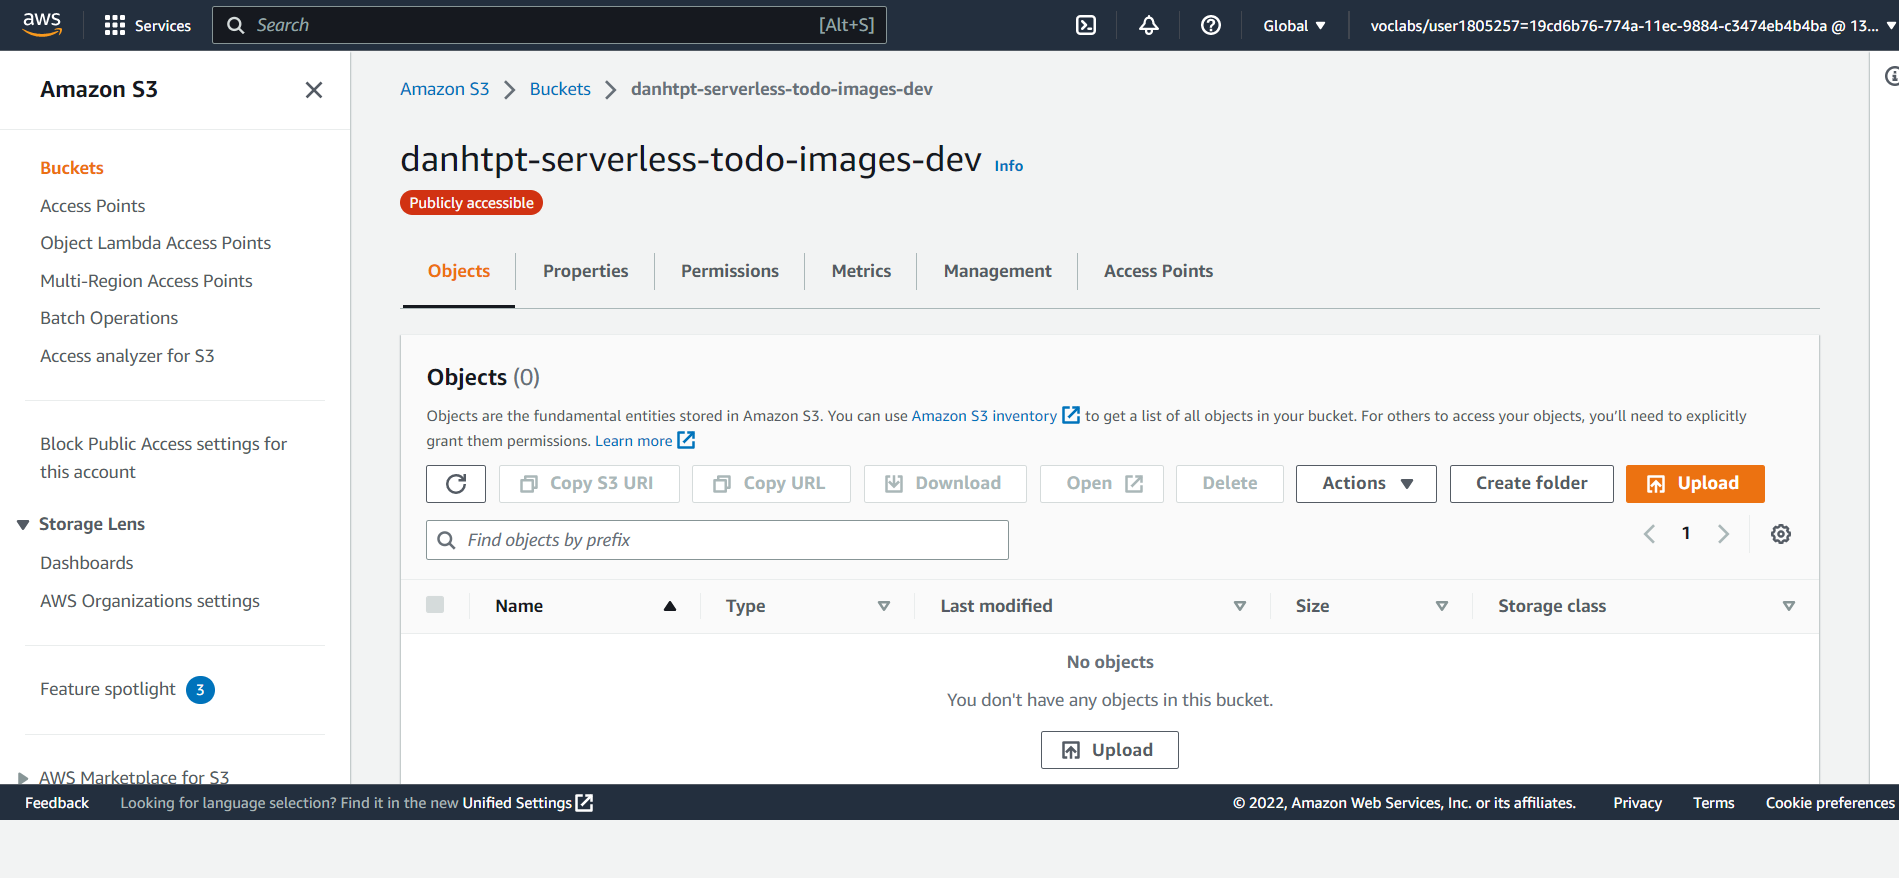 aws
Services
Search
[Alt+S]
Global
voclabs/user1805257=19cd6b76-774a-11ec-9884-c3474eb4b4ba @ 13...
Amazon S3
Buckets
Access Points
Object Lambda Access Points
Multi-Region Access Points
Batch Operations
Access analyzer for S3
Block Public Access settings for
this account
Storage Lens
Dashboards
AWS Organizations settings
Feature spotlight 3
AWS Marketplace for S3
Amazon S3 > Buckets > danhtpt-serverless-todo-images-dev
danhtpt-serverless-todo-images-dev Info
Publicly accessible
Objects
Properties
Permissions
Metrics
Management
Access Points
Objects (0)
Objects are the fundamental entities stored in Amazon S3. You can use Amazon S3 inventory to get a list of all objects in your bucket. For others to access your objects, you’ll need to explicitly
grant them permissions. Learn more
Copy S3 URI
Copy URL
Download
Open
Delete
Actions
Create folder
Upload
Find objects by prefix
1
Name
Type
Last modified
Size
Storage class
No objects
You don't have any objects in this bucket.
Upload
Feedback
Looking for language selection? Find it in the new Unified Settings
© 2022, Amazon Web Services, Inc. or its affiliates.
Privacy
Terms
Cookie preferences